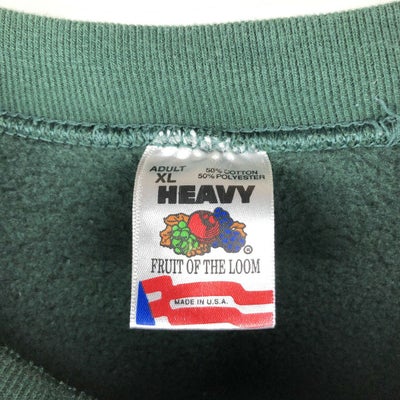 ADULT
XL
50% COTTON
50% POLYESTER
HEAVY
®
FRUIT OF THE LOOM
MADE IN U.S.A.